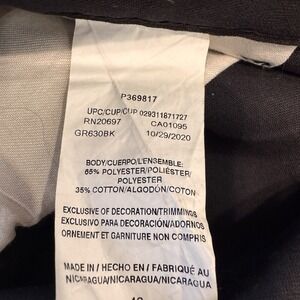 P369817
UPC/CUP/CUP 029311871727
RN20697 CA01095
GR630BK 10/29/2020
BODY/CUERPO/L'ENSEMBLE:
65% POLYESTER/POLIÉSTER/
POLYESTER
35% COTTON/ALGODÓN/COTON
EXCLUSIVE OF DECORATION/TRIMMINGS
EXCLUSIVO PARA DECORACIÓN/ADORNOS
ORNEMENT ET GARNITURE NON COMPRIS
MADE IN / HECHO EN / FABRIQUÉ AU
NICARAGUA/NICARAGUA/NICARAGUA